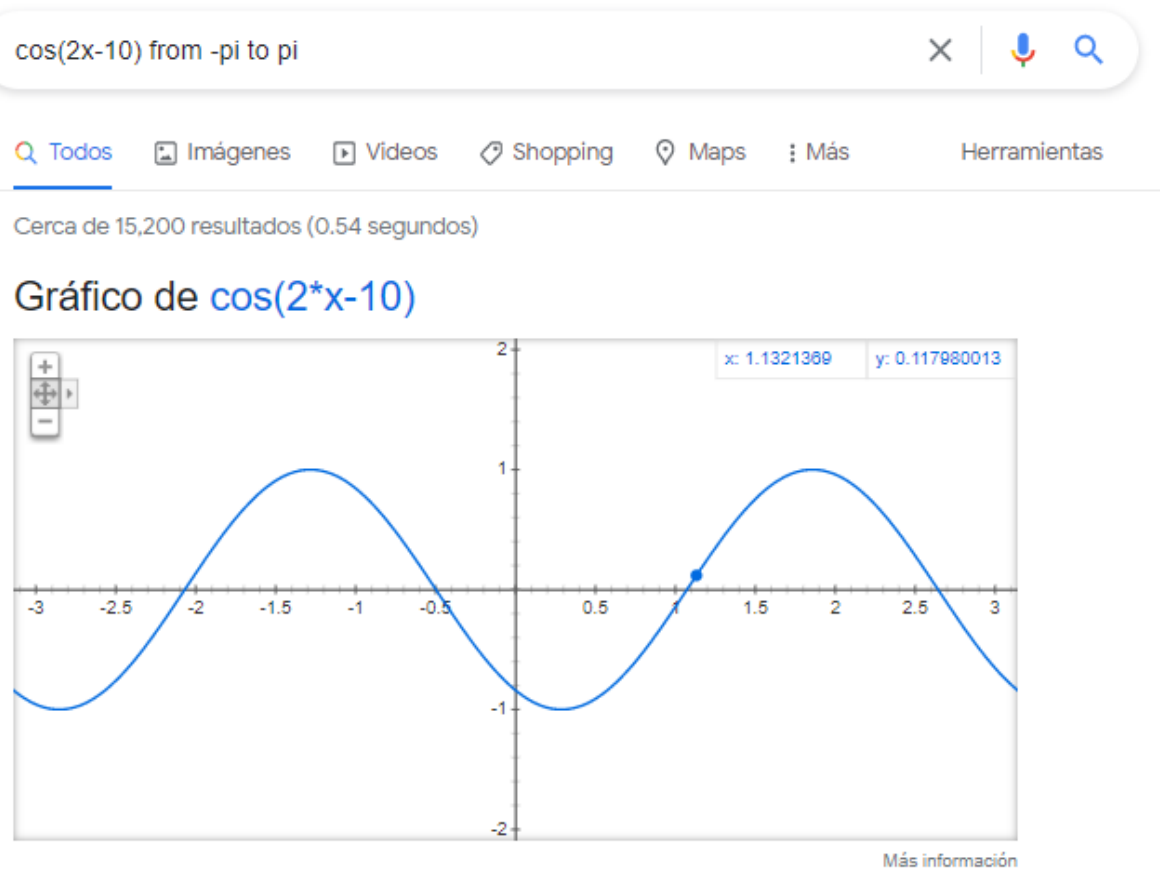 cos(2x-10) from -pi to pi
Todos Imágenes Videos Shopping Maps Más Herramientas
Cerca de 15,200 resultados (0.54 segundos)
Gráfico de cos(2*x-10)
2 x: 1.1321369 y: 0.117980013
1
-3 -2.5 -2 -1.5 -1 -0.5 0.5 1 1.5 2 2.5 3
-1
-2
Más información